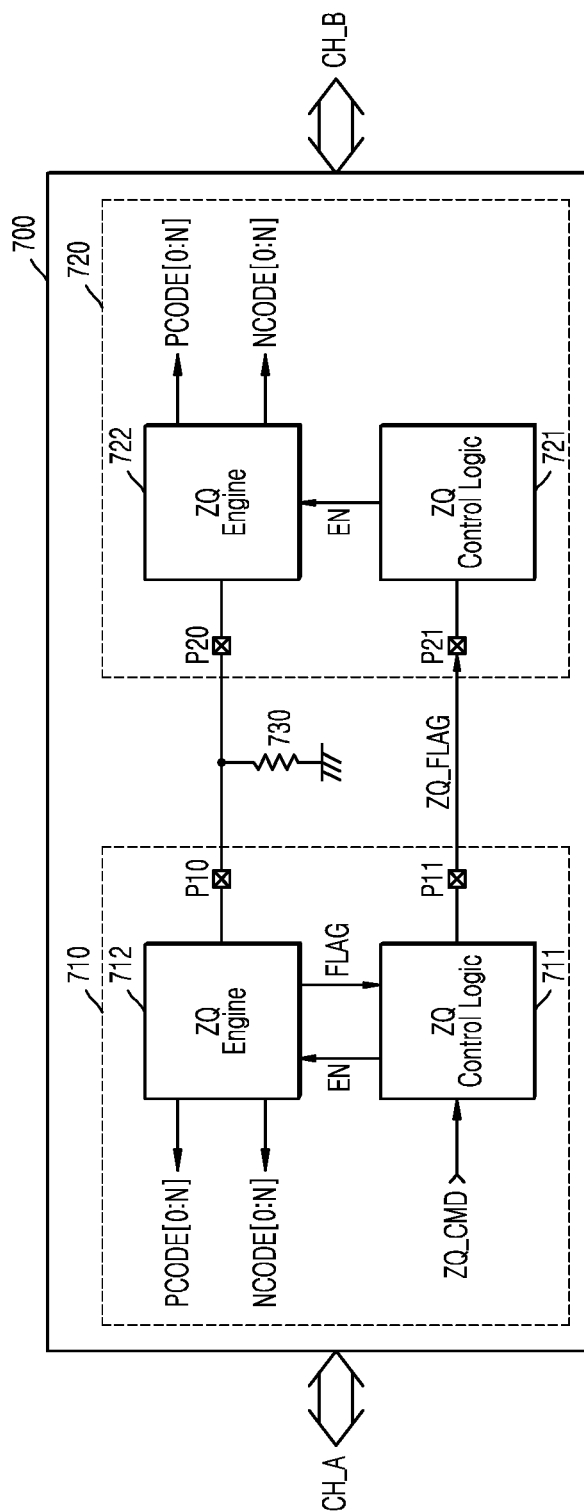 700
710
720
712
722
PCODE[0:N]
NCODE[0:N]
ZQ
Engine
P10
P20
ZQ
Engine
PCODE[0:N]
NCODE[0:N]
730
EN
FLAG
EN
CH_A
CH_B
ZQ_CMD
ZQ
Control Logic
P11
ZQ_FLAG
P21
ZQ
Control Logic
711
721